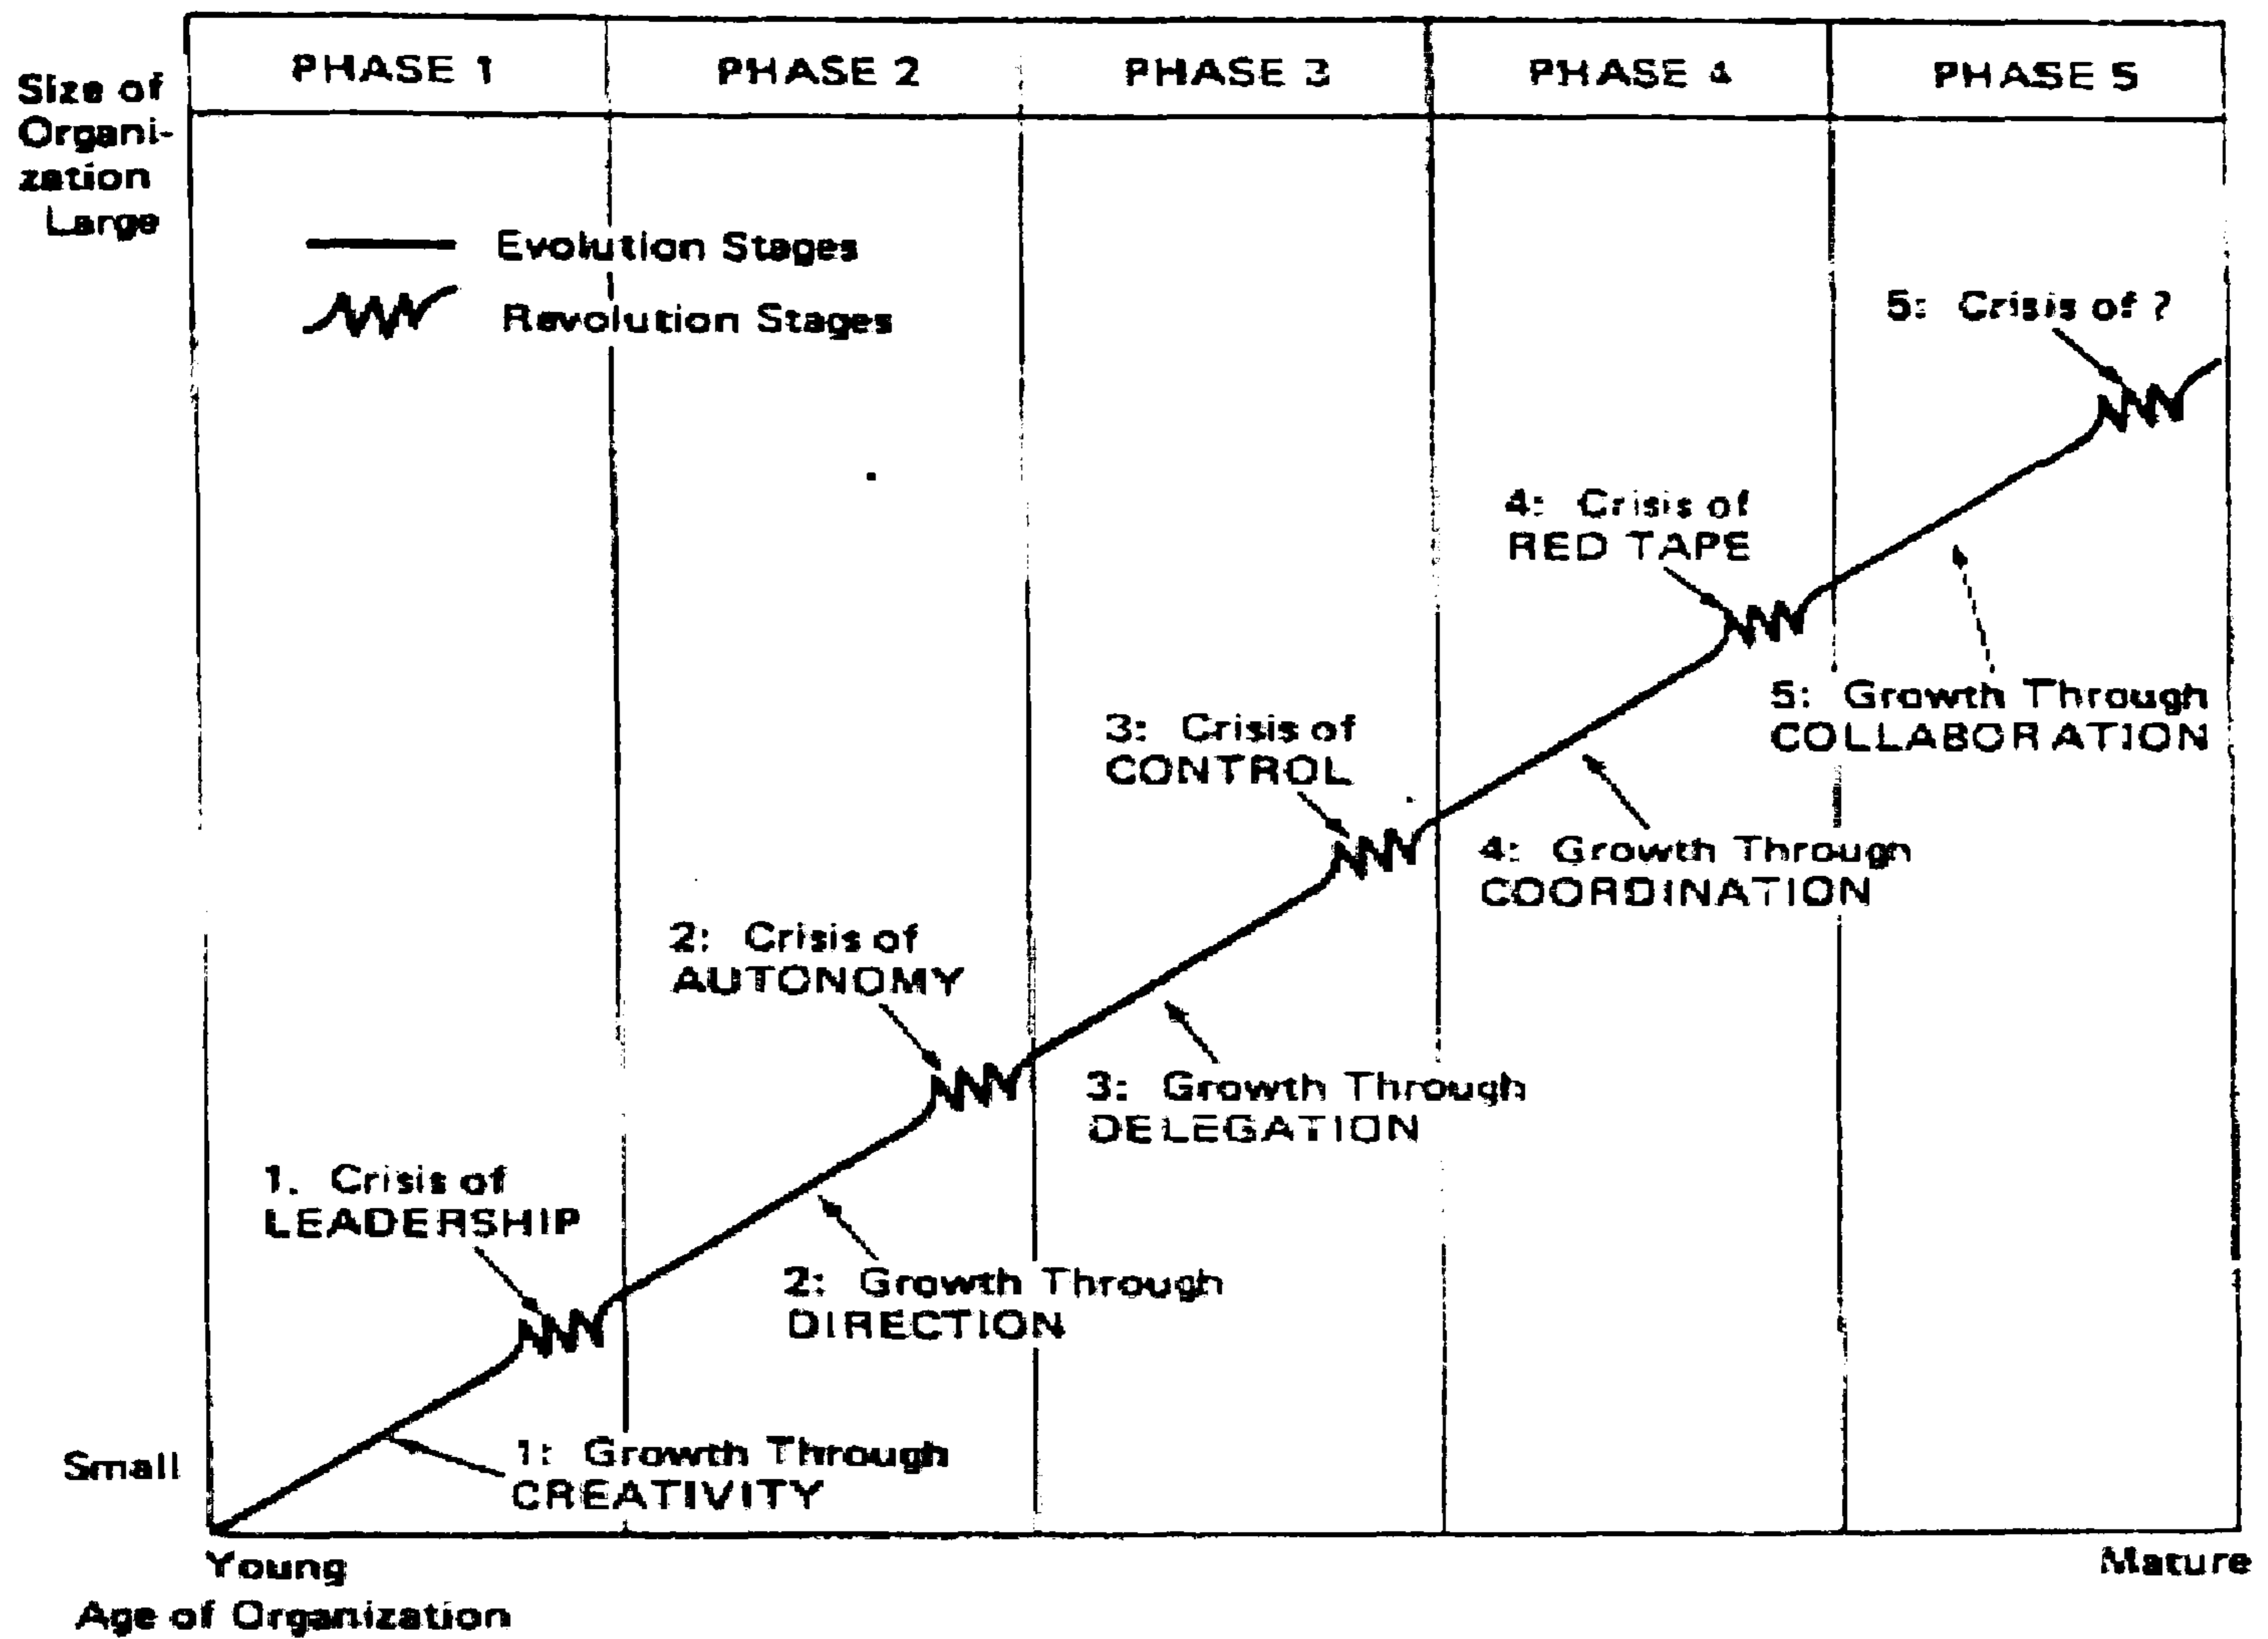 PHASE 1
PHASE 2
PHASE 3
PHASE 4
PHASE 5
Size of
Organi-
zation
Large
Evolution Stages
Revolution Stages
5: Crisis of ?
4: Crisis of
RED TAPE
5: Growth Through
COLLABORATION
3: Crisis of
CONTROL
4: Growth Through
COORDINATION
2: Crisis of
AUTONOMY
3: Growth Through
DELEGATION
1. Crisis of
LEADERSHIP
2: Growth Through
DIRECTION
1: Growth Through
CREATIVITY
Small
Young
Mature
Age of Organization